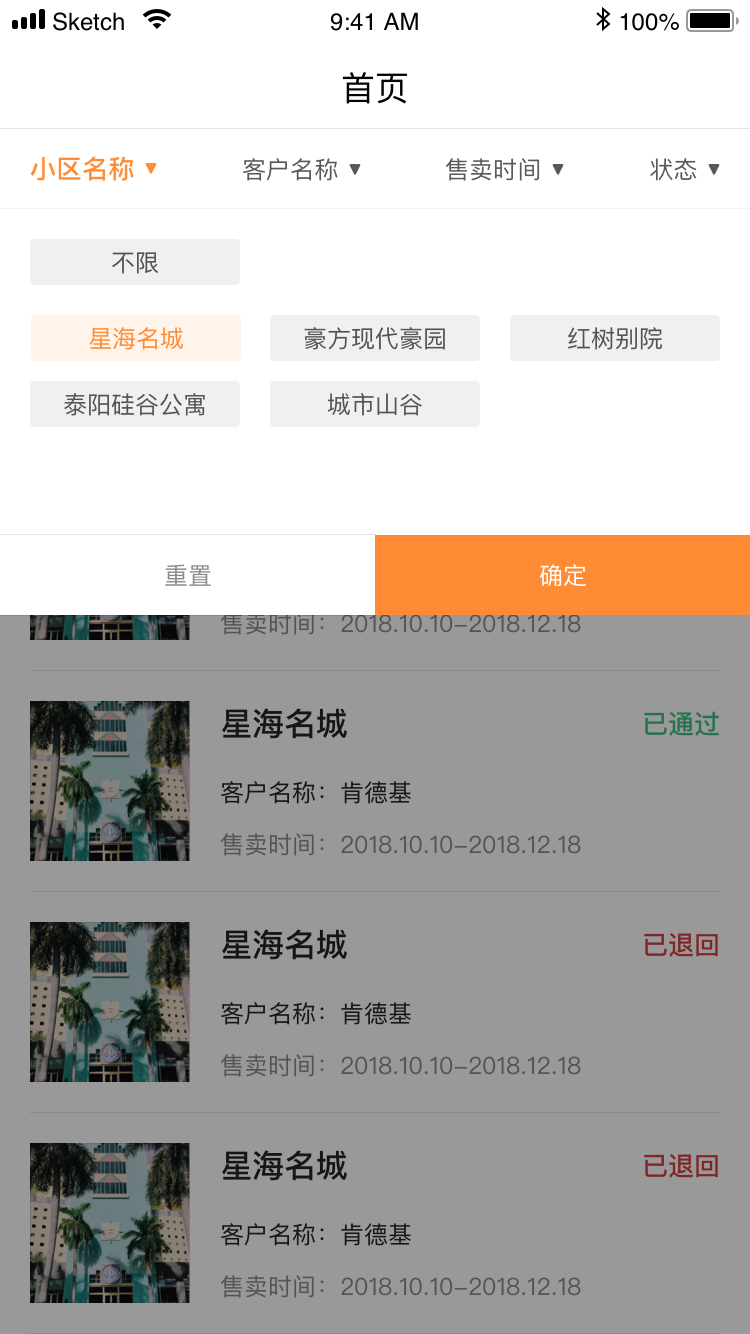 Sketch 9:41 AM 100%
首页
小区名称 ▼ 客户名称 ▼ 售卖时间 ▼ 状态 ▼
不限
星海名城 豪方现代豪园 红树别院
泰阳硅谷公寓 城市山谷
重置 确定
售卖时间：2018.10.10-2018.12.18
星海名城 已通过
客户名称：肯德基
售卖时间：2018.10.10-2018.12.18
星海名城 已退回
客户名称：肯德基
售卖时间：2018.10.10-2018.12.18
星海名城 已退回
客户名称：肯德基
售卖时间：2018.10.10-2018.12.18